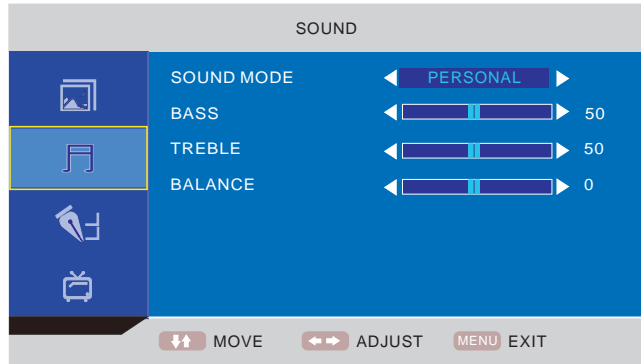 SOUND
SOUND MODE PERSONAL
BASS 50
TREBLE 50
BALANCE 0
MOVE ADJUST MENU EXIT